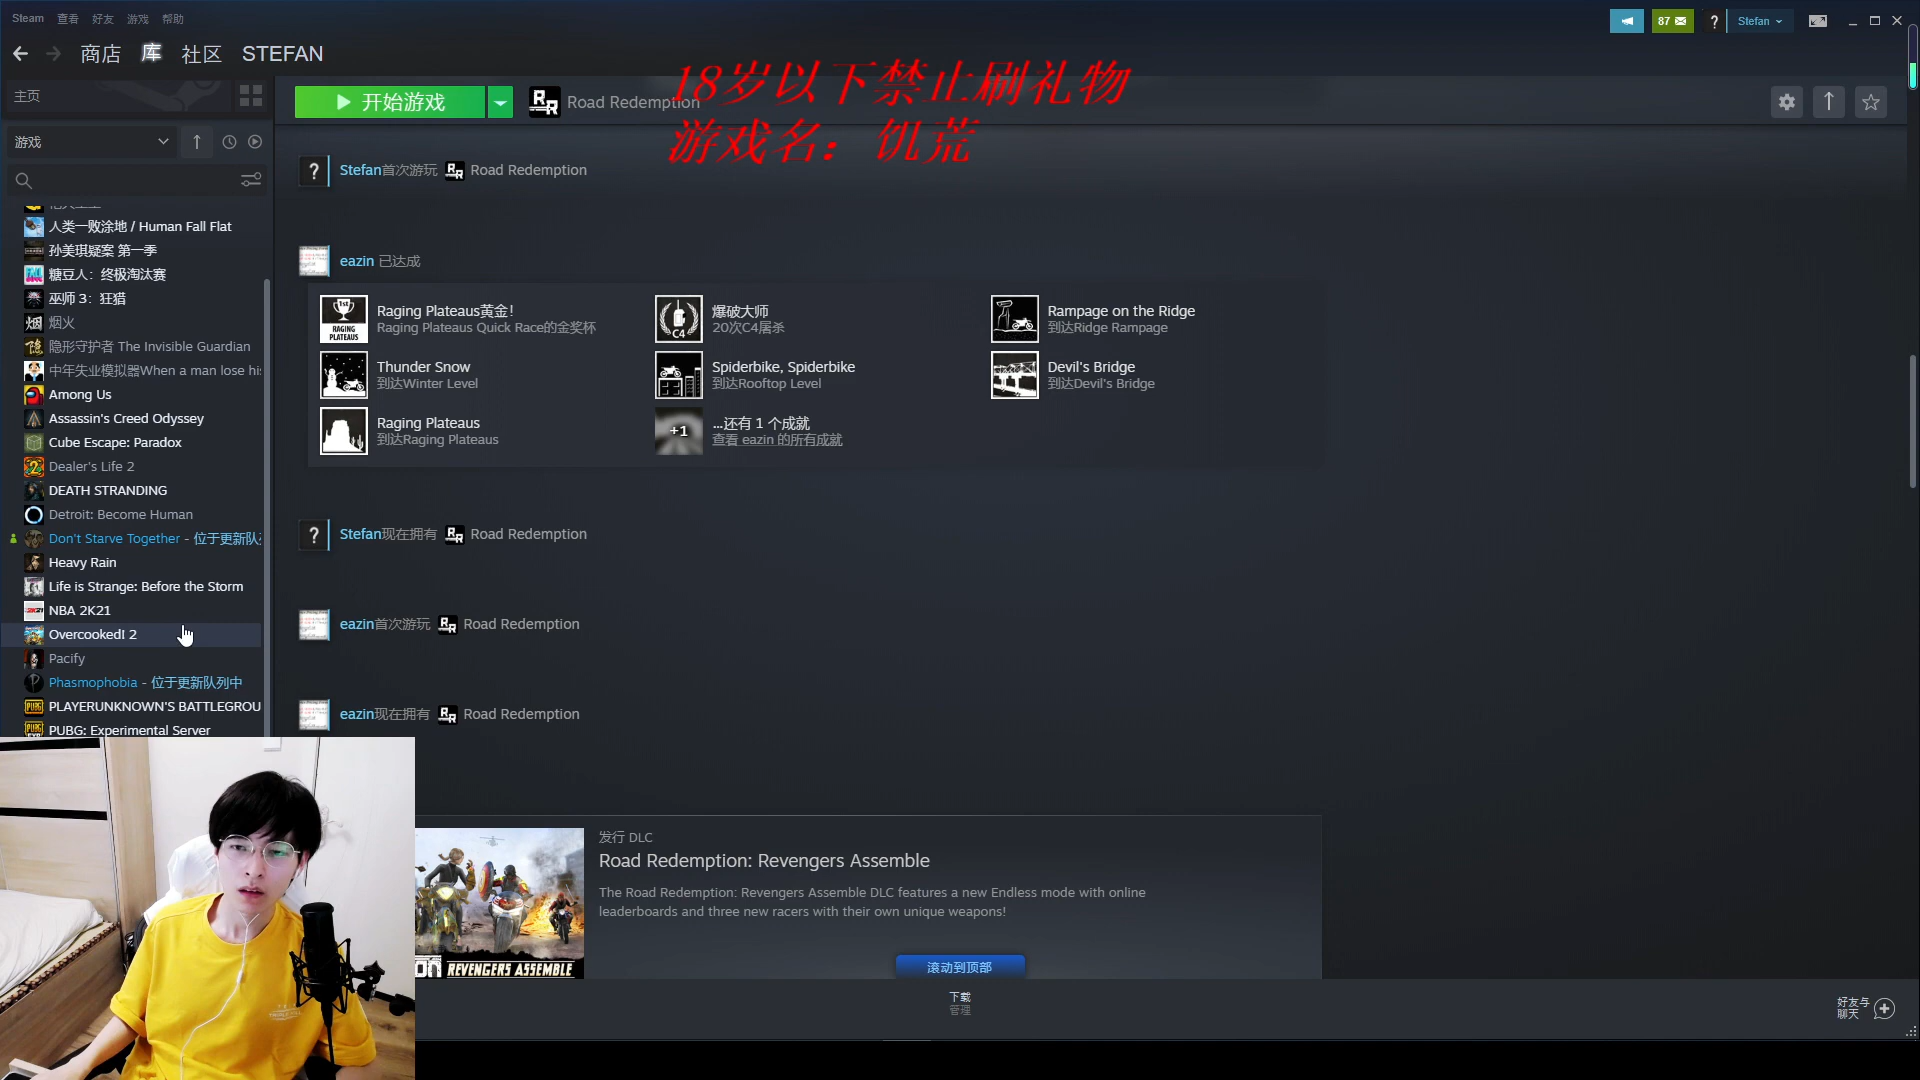 Steam 查看 好友 游戏 帮助
87
?
Stefan
商店 库 社区 STEFAN
主页
开始游戏
RR
Road Redemption
18岁以下禁止刷礼物
游戏名：饥荒
游戏
人类一败涂地 / Human Fall Flat
孙美琪疑案 第一季
糖豆人：终极淘汰赛
巫师 3：狂猎
烟火
隐形守护者 The Invisible Guardian
中年失业模拟器When a man lose his
Among Us
Assassin's Creed Odyssey
Cube Escape: Paradox
Dealer's Life 2
DEATH STRANDING
Detroit: Become Human
Don't Starve Together - 位于更新队列
Heavy Rain
Life is Strange: Before the Storm
NBA 2K21
Overcooked! 2
Pacify
Phasmophobia - 位于更新队列中
PLAYERUNKNOWN'S BATTLEGROU
PUBG: Experimental Server
? Stefan首次游玩 RR Road Redemption
eazin 已达成
1st RAGING PLATEAUS
Raging Plateaus黄金！
Raging Plateaus Quick Race的金奖杯
C4
爆破大师
20次C4屠杀
Rampage on the Ridge
到达Ridge Rampage
Thunder Snow
到达Winter Level
Spiderbike, Spiderbike
到达Rooftop Level
Devil's Bridge
到达Devil's Bridge
Raging Plateaus
到达Raging Plateaus
+1
...还有 1 个成就
查看 eazin 的所有成就
? Stefan现在拥有 RR Road Redemption
eazin首次游玩 RR Road Redemption
eazin现在拥有 RR Road Redemption
REVENGERS ASSEMBLE
发行 DLC
Road Redemption: Revengers Assemble
The Road Redemption: Revengers Assemble DLC features a new Endless mode with online
leaderboards and three new racers with their own unique weapons!
滚动到顶部
下载
管理
好友与
聊天